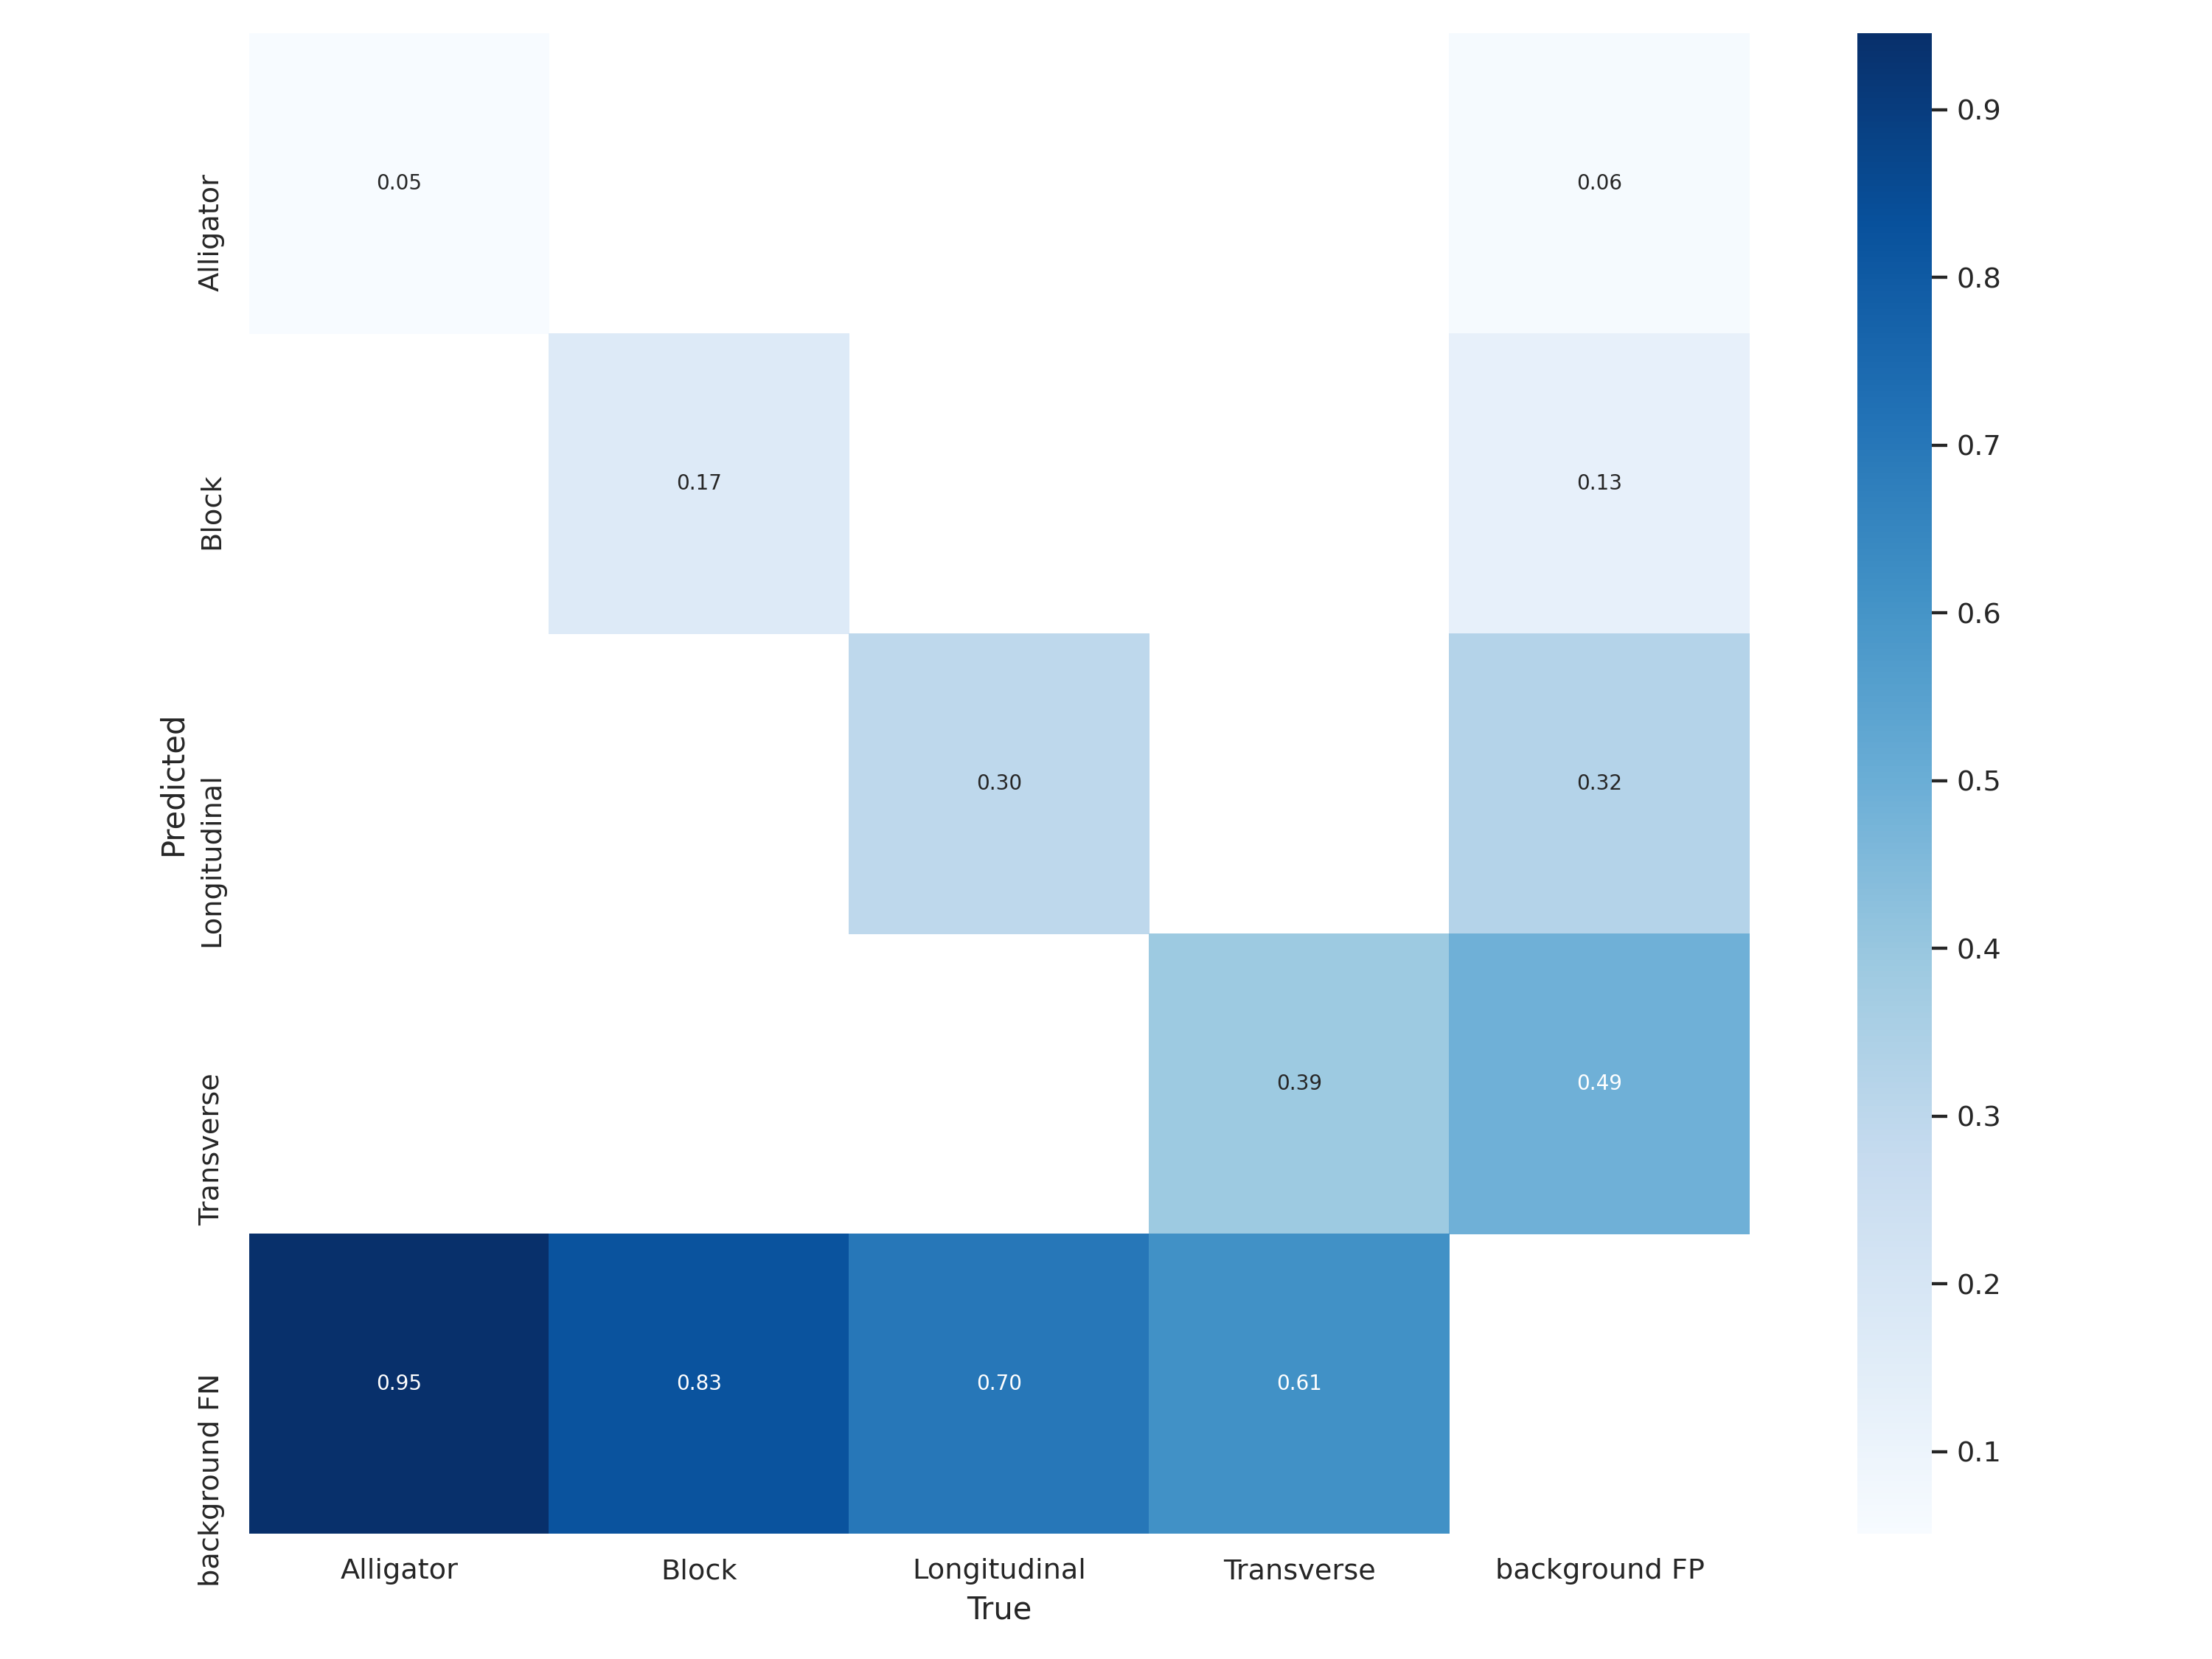 Predicted
Alligator
Block
Longitudinal
Transverse
background FN
0.05
0.06
0.17
0.13
0.30
0.32
0.39
0.49
0.95
0.83
0.70
0.61
Alligator
Block
Longitudinal
Transverse
background FP
True
0.9
0.8
0.7
0.6
0.5
0.4
0.3
0.2
0.1